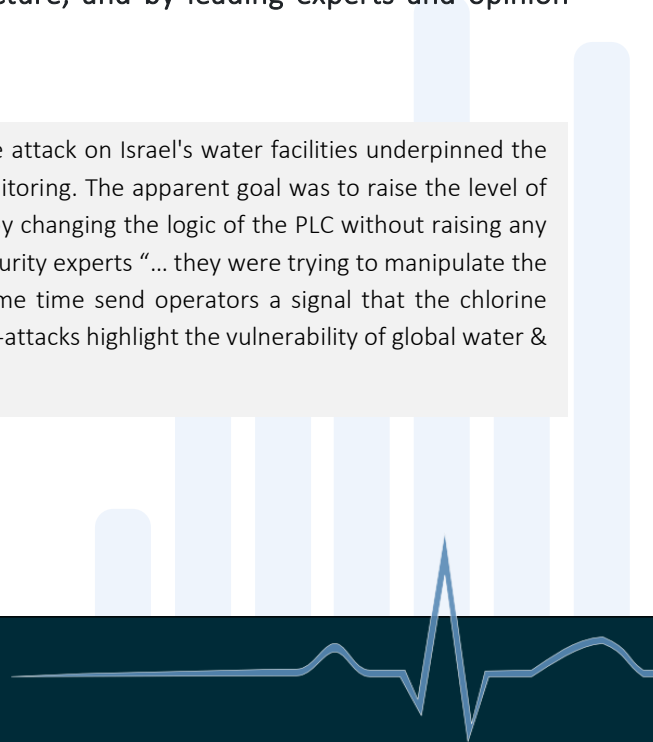 cture, and by leading experts and opinion
e attack on Israel's water facilities underpinned the
itoring. The apparent goal was to raise the level of
y changing the logic of the PLC without raising any
urity experts “… they were trying to manipulate the
me time send operators a signal that the chlorine
-attacks highlight the vulnerability of global water &